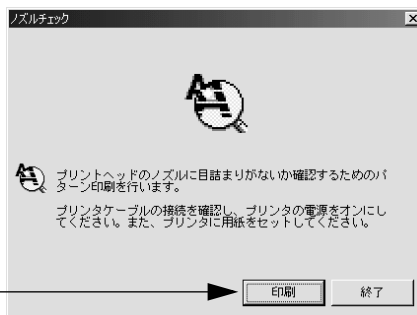 ノズルチェック
プリントヘッドのノズルに目詰まりがないか確認するためのパ
ターン印刷を行います。
プリンタケーブルの接続を確認し、プリンタの電源をオンにし
てください。また、プリンタに用紙をセットしてください。
印刷
終了